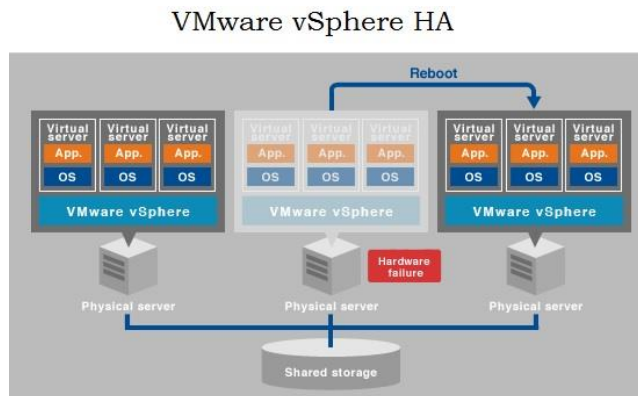 VMware vSphere HA
Reboot
Virtual server
App.
OS
Virtual server
App.
OS
Virtual server
App.
OS
VMware vSphere
Physical server
Virtual server
App.
OS
Virtual server
App.
OS
Virtual server
App.
OS
VMware vSphere
Hardware
failure
Physical server
Virtual server
App.
OS
Virtual server
App.
OS
Virtual server
App.
OS
VMware vSphere
Physical server
Shared storage